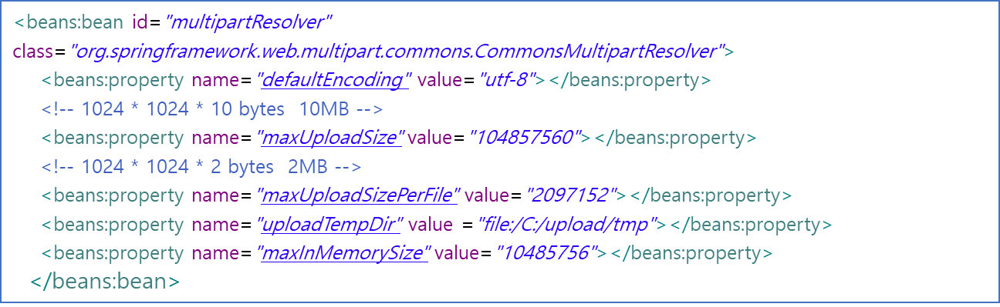 <beans:bean id="multipartResolver"
class="org.springframework.web.multipart.commons.CommonsMultipartResolver">
<beans:property name="defaultEncoding" value="utf-8"></beans:property>
<!-- 1024 * 1024 * 10 bytes  10MB -->
<beans:property name="maxUploadSize" value="104857560"></beans:property>
<!-- 1024 * 1024 * 2 bytes  2MB -->
<beans:property name="maxUploadSizePerFile" value="2097152"></beans:property>
<beans:property name="uploadTempDir" value ="file:/C:/upload/tmp"></beans:property>
<beans:property name="maxInMemorySize" value="10485756"></beans:property>
</beans:bean>